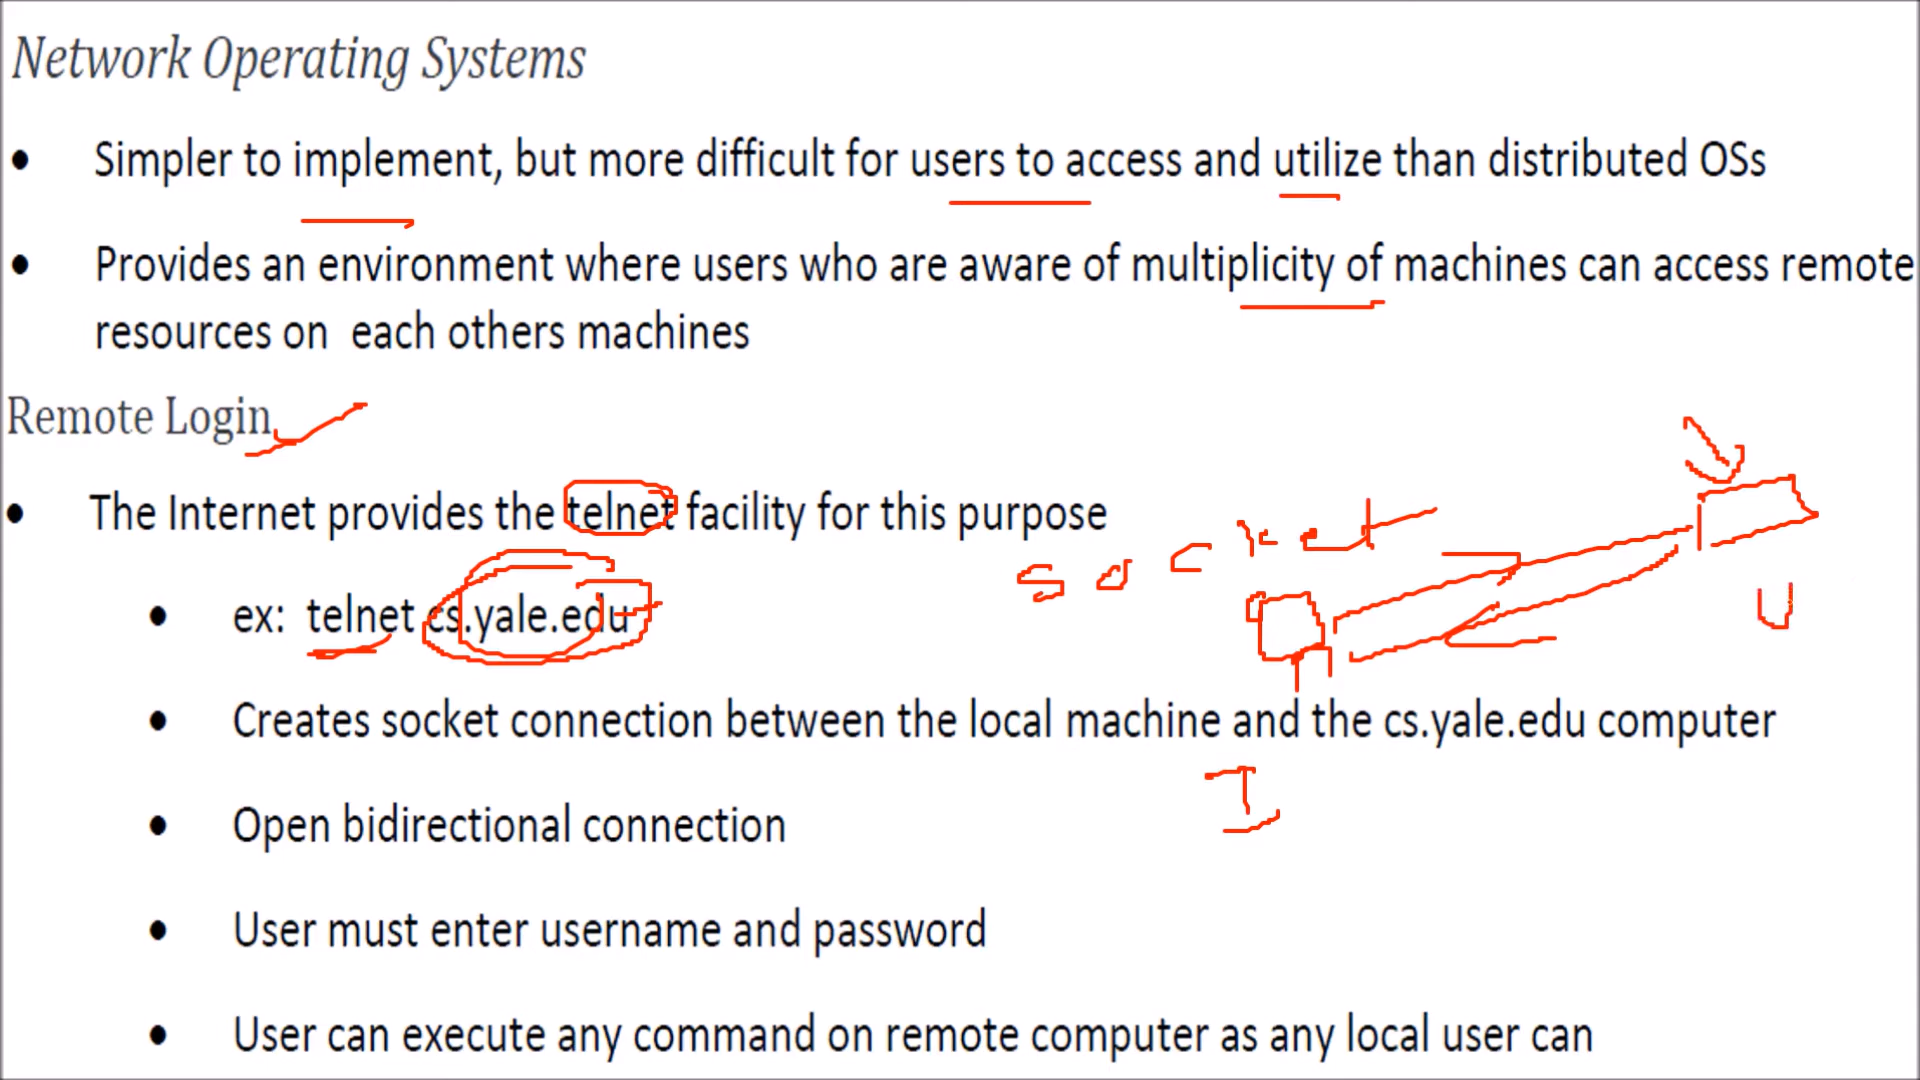 Network Operating Systems
• Simpler to implement, but more difficult for users to access and utilize than distributed OSs
• Provides an environment where users who are aware of multiplicity of machines can access remote
resources on each others machines
Remote Login
• The Internet provides the telnet facility for this purpose
socket
• ex: telnet cs.yale.edu
U
• Creates socket connection between the local machine and the cs.yale.edu computer
I
• Open bidirectional connection
• User must enter username and password
• User can execute any command on remote computer as any local user can